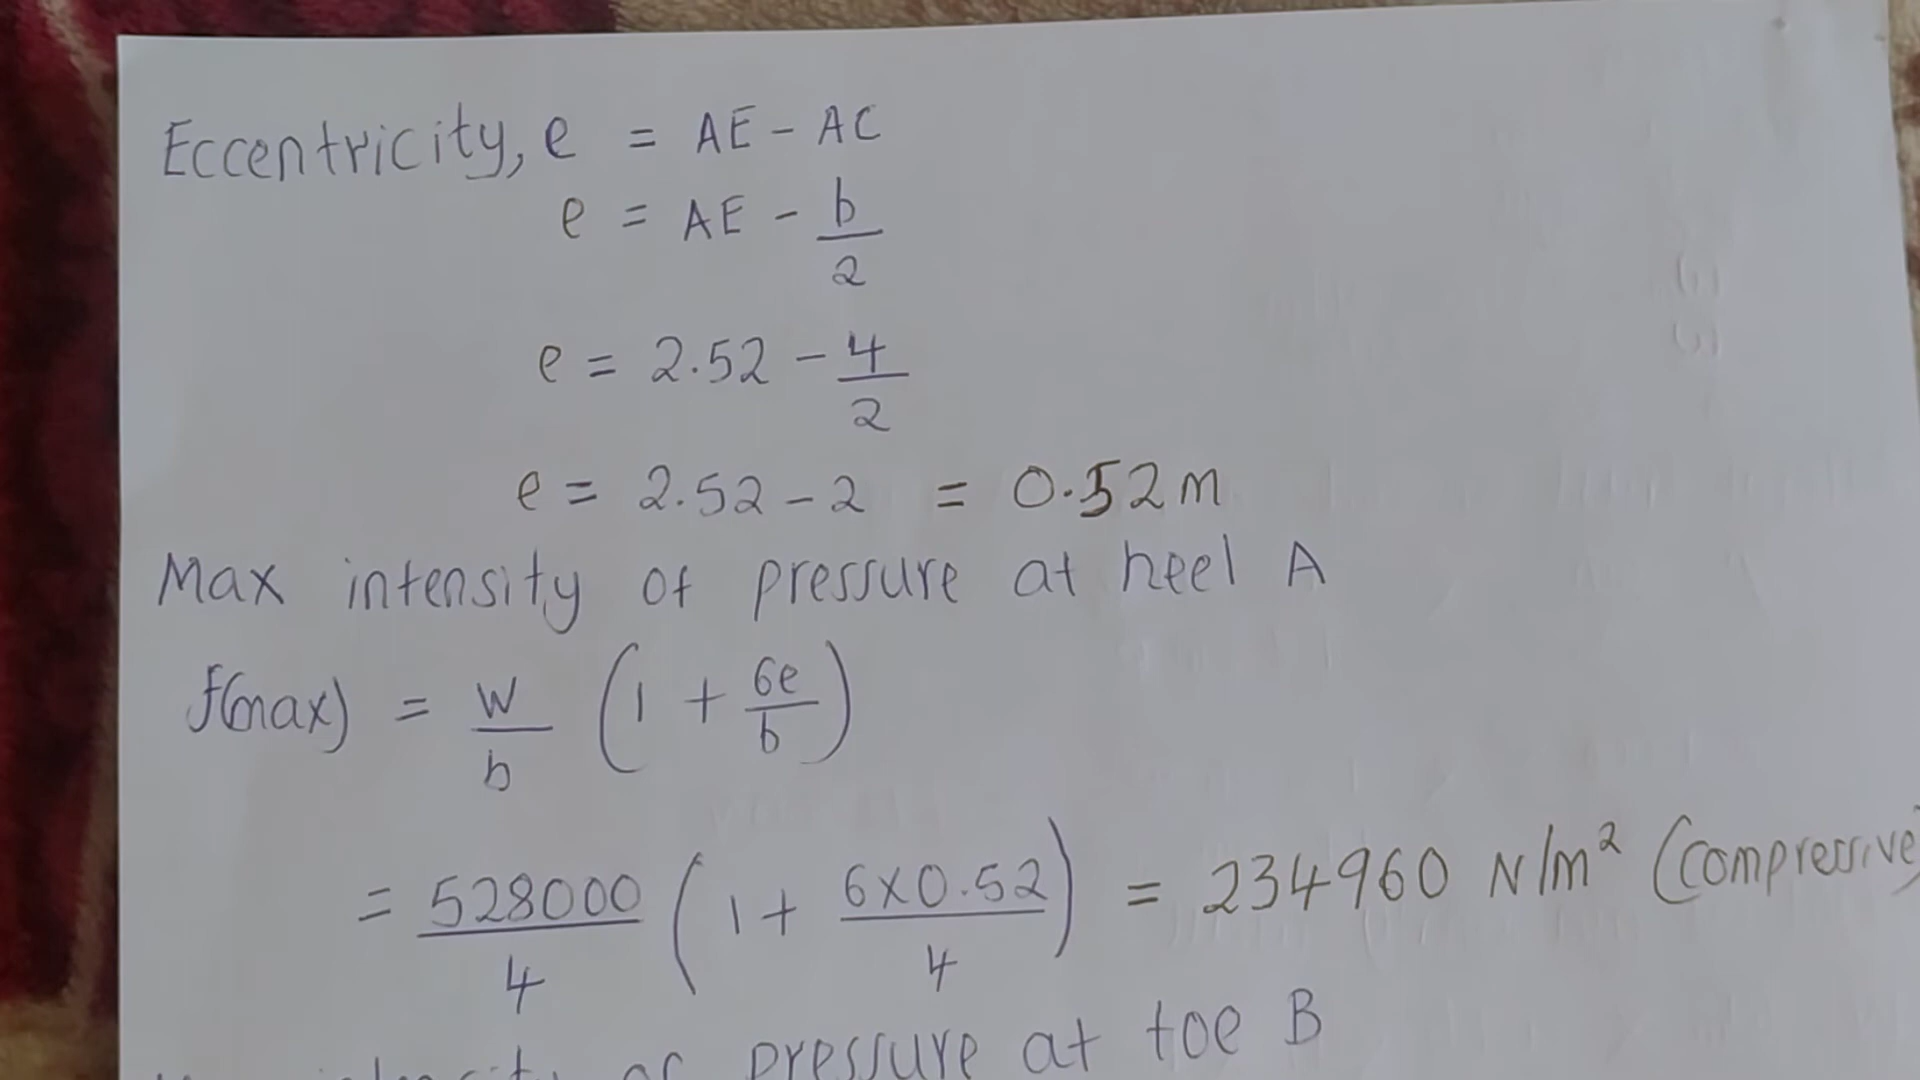 Eccentricity, e = AE - AC
e = AE - b/2
e = 2.52 - 4/2
e = 2.52 - 2 = 0.52 m
Max intensity of pressure at heel A
f(max) = W/b (1 + 6e/b)
= 528000/4 (1 + 6×0.52/4) = 234960 N/m² (compressive)
pressure at toe B